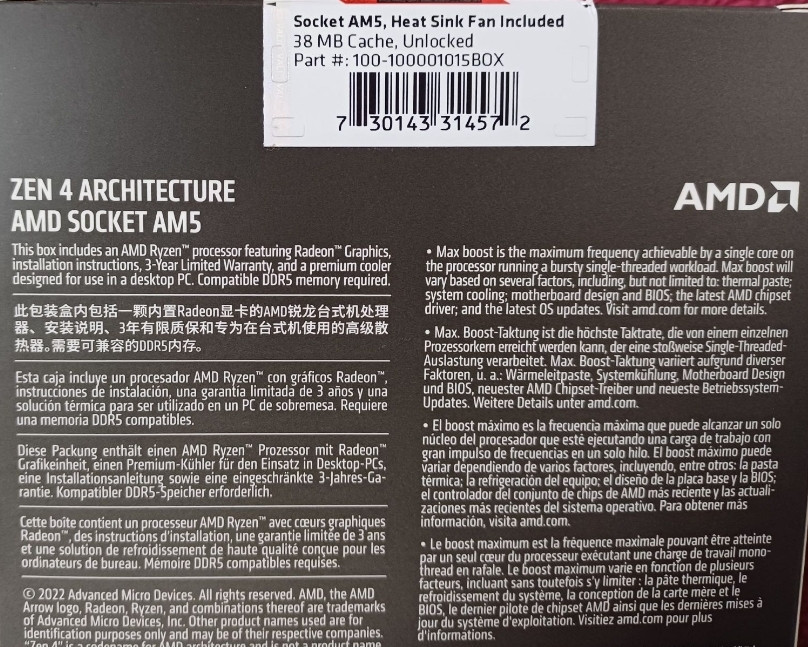 Socket AM5, Heat Sink Fan Included
38 MB Cache, Unlocked
Part #: 100-100001015BOX
7 30143 31457 2
ZEN 4 ARCHITECTURE
AMD SOCKET AM5
AMD
This box includes an AMD Ryzen™ processor featuring Radeon™ Graphics,
installation instructions, 3-Year Limited Warranty, and a premium cooler
designed for use in a desktop PC. Compatible DDR5 memory required.
此包装盒内包括一颗内置Radeon显卡的AMD锐龙台式机处理
器、安装说明、3年有限质保和专为在台式机使用的高级散
热器。需要可兼容的DDR5内存。
Esta caja incluye un procesador AMD Ryzen™ con gráficos Radeon™,
instrucciones de instalación, una garantía limitada de 3 años y una
solución térmica para ser utilizado en un PC de sobremesa. Requiere
una memoria DDR5 compatibles.
Diese Packung enthält einen AMD Ryzen™ Prozessor mit Radeon™
Grafikeinheit, einen Premium-Kühler für den Einsatz in Desktop-PCs,
eine Installationsanleitung sowie eine eingeschränkte 3-Jahres-Ga-
rantie. Kompatibler DDR5-Speicher erforderlich.
Cette boîte contient un processeur AMD Ryzen™ avec cœurs graphiques
Radeon™, des instructions d'installation, une garantie limitée de 3 ans
et une solution de refroidissement de haute qualité conçue pour les
ordinateurs de bureau. Mémoire DDR5 compatibles requises.
© 2022 Advanced Micro Devices. All rights reserved. AMD, the AMD
Arrow logo, Radeon, Ryzen, and combinations thereof are trademarks
of Advanced Micro Devices, Inc. Other product names used are for
identification purposes only and may be of their respective companies.
"Zen 4" is a codename for AMD architecture and is not a product name.
• Max boost is the maximum frequency achievable by a single core on
the processor running a bursty single-threaded workload. Max boost will
vary based on several factors, including, but not limited to: thermal paste;
system cooling; motherboard design and BIOS; the latest AMD chipset
driver; and the latest OS updates. Visit amd.com for more details.
• Max. Boost-Taktung ist die höchste Taktrate, die von einem einzelnen
Prozessorkern erreicht werden kann, der eine stoßweise Single-Threaded-
Auslastung verarbeitet. Max. Boost-Taktung variiert aufgrund diverser
Faktoren, u. a.: Wärmeleitpaste, Systemkühlung, Motherboard Design
und BIOS, neuester AMD Chipset-Treiber und neueste Betriebssystem-
Updates. Weitere Details unter amd.com.
• El boost máximo es la frecuencia máxima que puede alcanzar un solo
núcleo del procesador que esté ejecutando una carga de trabajo con
gran impulso de frecuencias en un solo hilo. El boost máximo puede
variar dependiendo de varios factores, incluyendo, entre otros: la pasta
térmica; la refrigeración del equipo; el diseño de la placa base y la BIOS;
el controlador del conjunto de chips de AMD más reciente y las actuali-
zaciones más recientes del sistema operativo. Para obtener más
información, visita amd.com.
• Le boost maximum est la fréquence maximale pouvant être atteinte
par un seul cœur du processeur exécutant une charge de travail mono-
thread en rafale. Le boost maximum varie en fonction de plusieurs
facteurs, incluant sans toutefois s'y limiter : la pâte thermique, le
refroidissement du système, la conception de la carte mère et le
BIOS, le dernier pilote de chipset AMD ainsi que les dernières mises à
jour du système d'exploitation. Visitiez amd.com pour plus
d'informations.